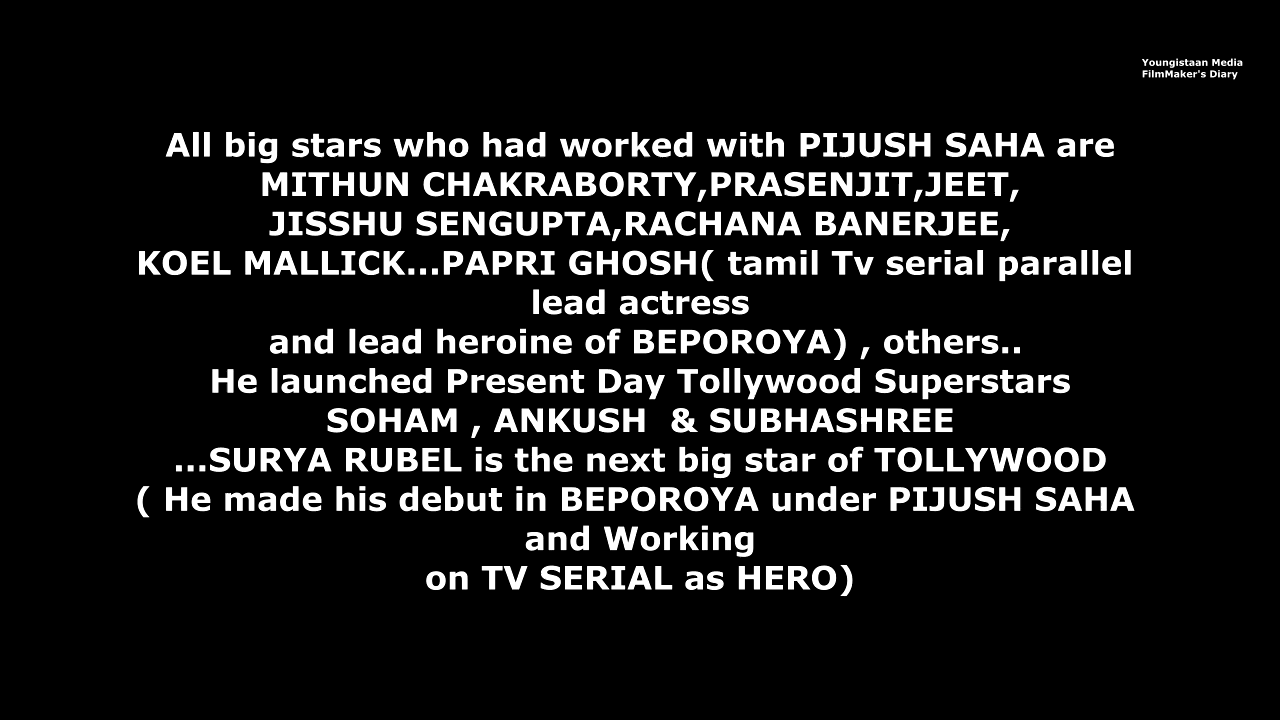 Youngistaan Media
FilmMaker's Diary
All big stars who had worked with PIJUSH SAHA are
MITHUN CHAKRABORTY,PRASENJIT,JEET,
JISSHU SENGUPTA,RACHANA BANERJEE,
KOEL MALLICK...PAPRI GHOSH( tamil Tv serial parallel
lead actress
and lead heroine of BEPOROYA) , others..
He launched Present Day Tollywood Superstars
SOHAM , ANKUSH  & SUBHASHREE
...SURYA RUBEL is the next big star of TOLLYWOOD
( He made his debut in BEPOROYA under PIJUSH SAHA
and Working
on TV SERIAL as HERO)